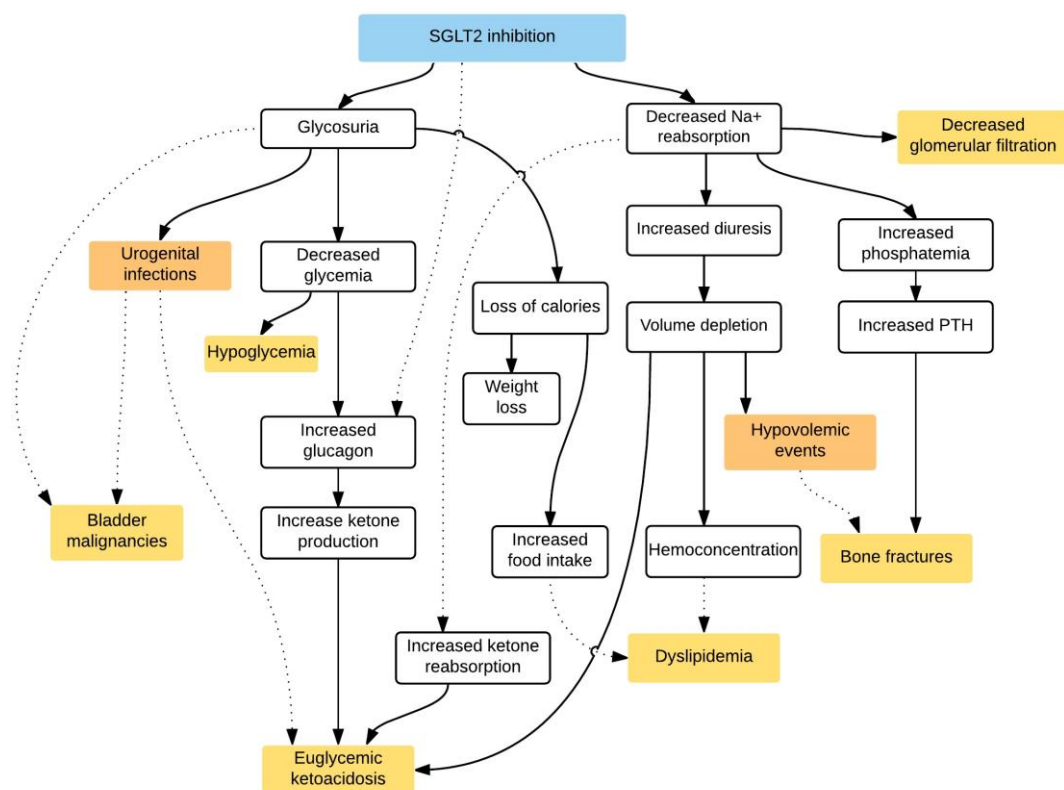 SGLT2 inhibition
Glycosuria
Decreased Na+
reabsorption
Decreased
glomerular filtration
Urogenital
infections
Decreased
glycemia
Increased diuresis
Increased
phosphatemia
Hypoglycemia
Loss of calories
Volume depletion
Increased PTH
Weight
loss
Increased
glucagon
Hypovolemic
events
Bladder
malignancies
Increase ketone
production
Increased
food intake
Hemoconcentration
Bone fractures
Increased ketone
reabsorption
Dyslipidemia
Euglycemic
ketoacidosis